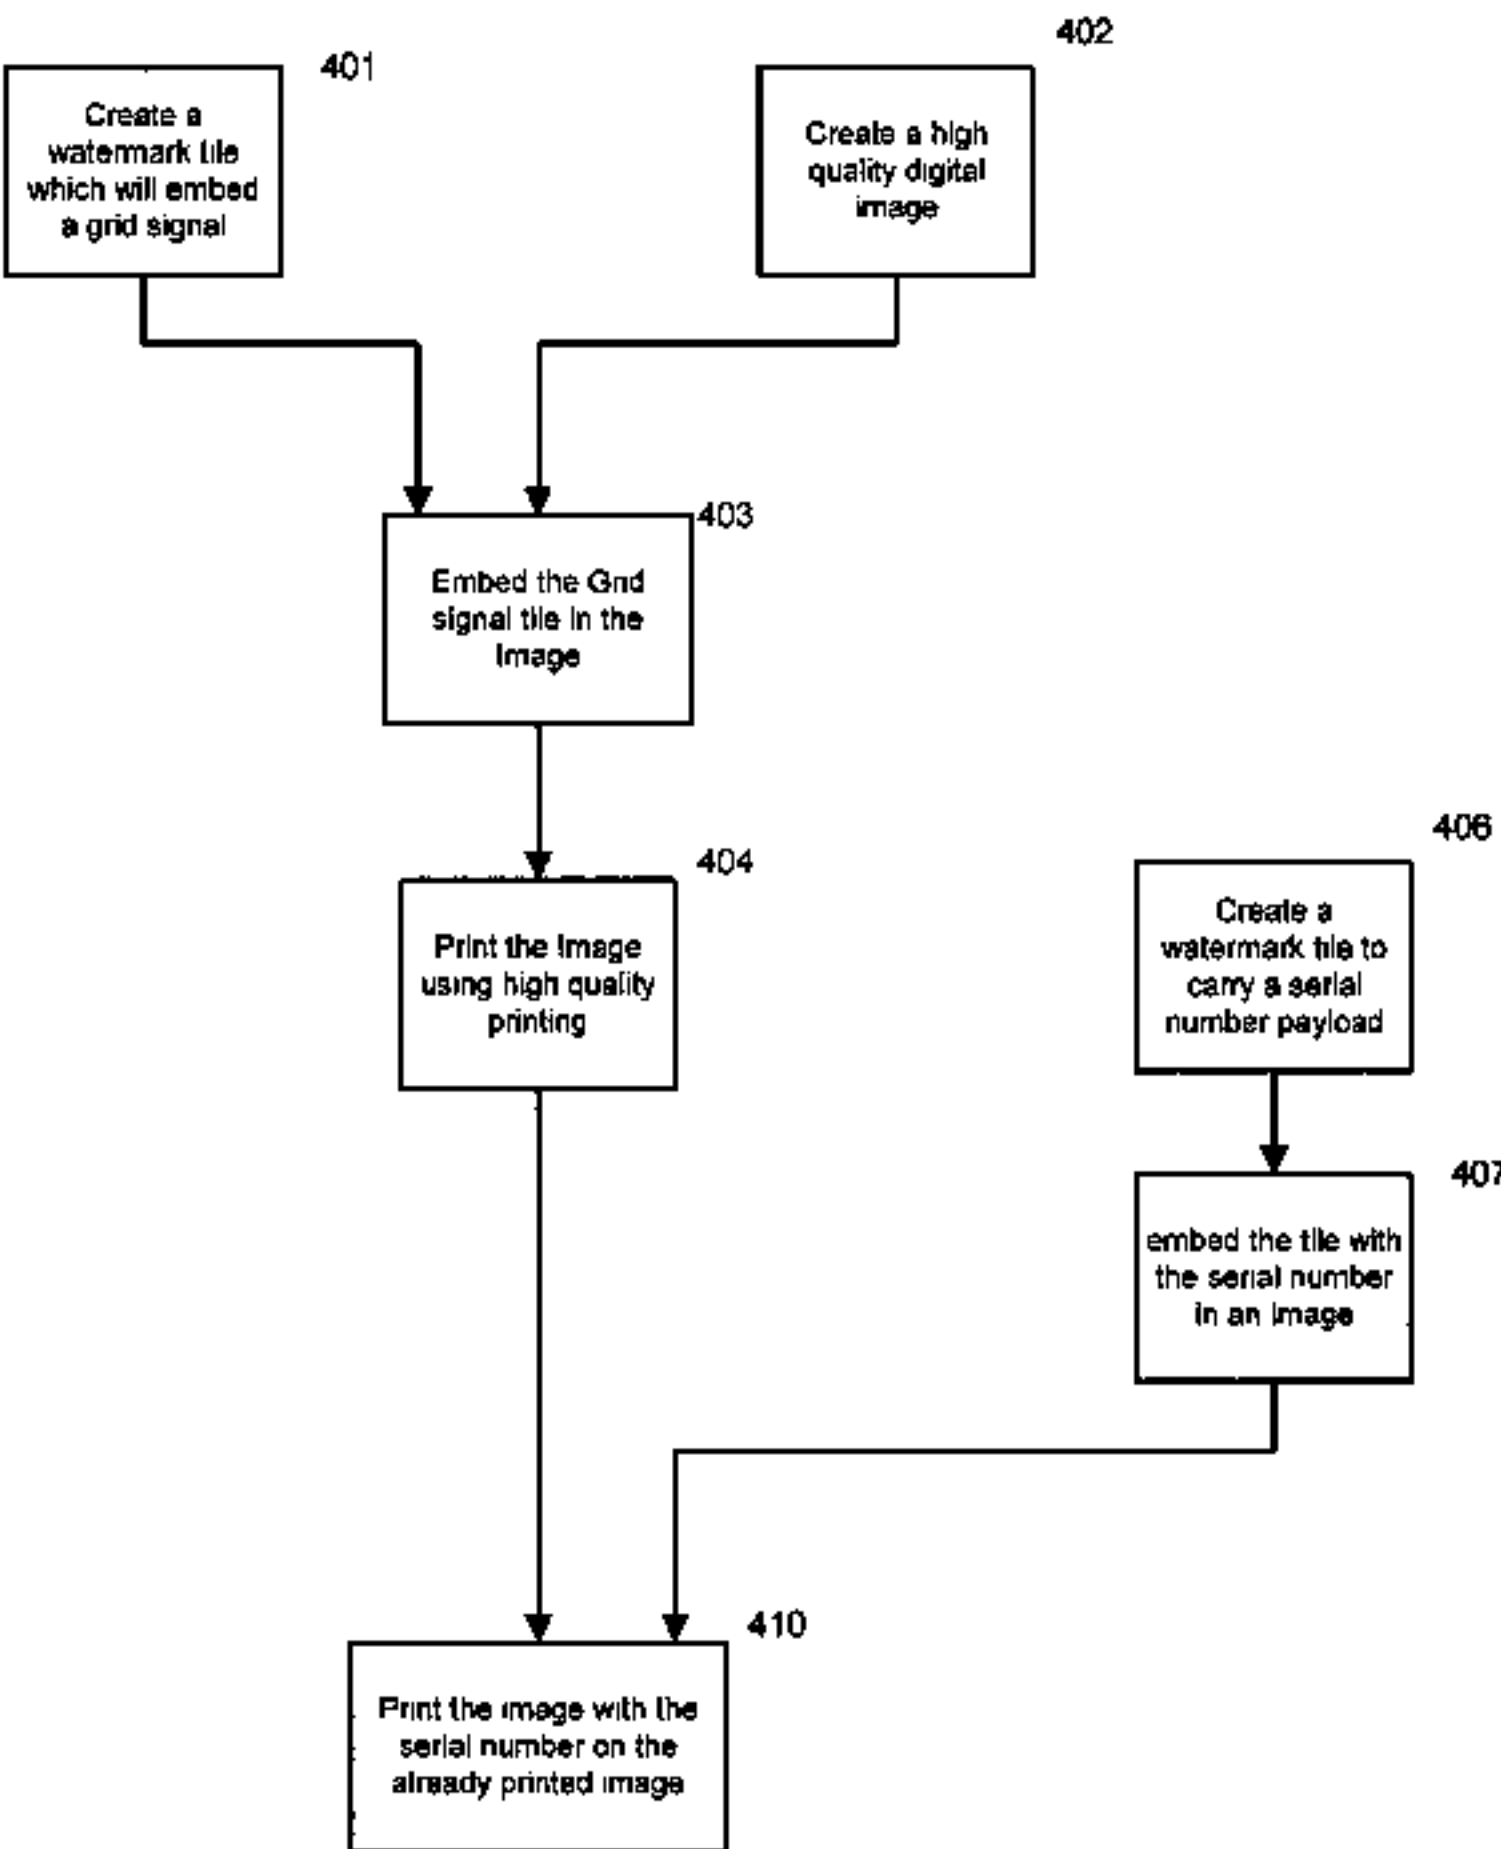 401
Create a
watermark tile
which will embed
a grid signal
402
Create a high
quality digital
image
403
Embed the Grid
signal tile in the
Image
404
Print the Image
using high quality
printing
406
Create a
watermark tile to
carry a serial
number payload
407
embed the tile with
the serial number
in an Image
410
Print the image with the
serial number on the
already printed image